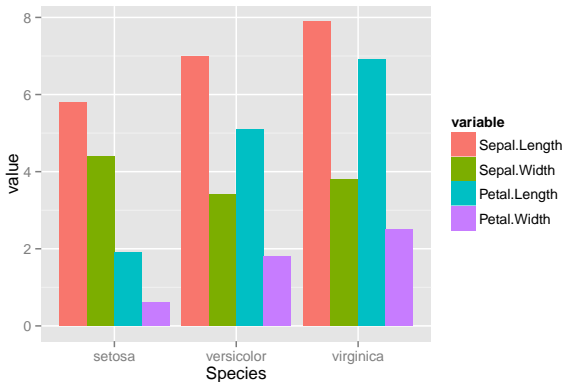 8
6
4
2
0
value
setosa
versicolor
virginica
Species
variable
Sepal.Length
Sepal.Width
Petal.Length
Petal.Width